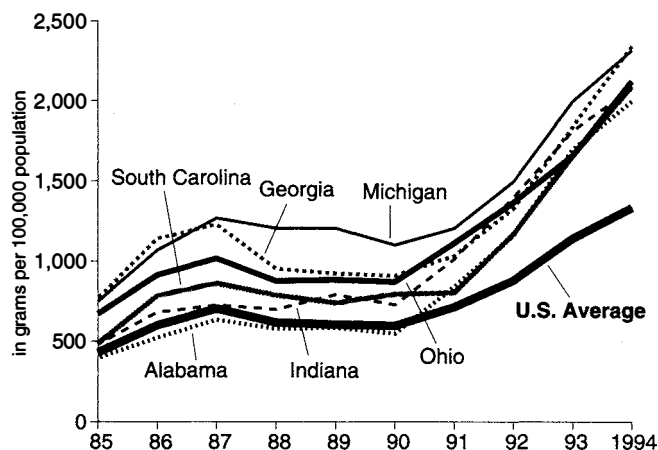 in grams per 100,000 population
2,500
2,000
1,500
1,000
500
0
South Carolina
Georgia
Michigan
U.S. Average
Alabama
Indiana
Ohio
85 86 87 88 89 90 91 92 93 1994